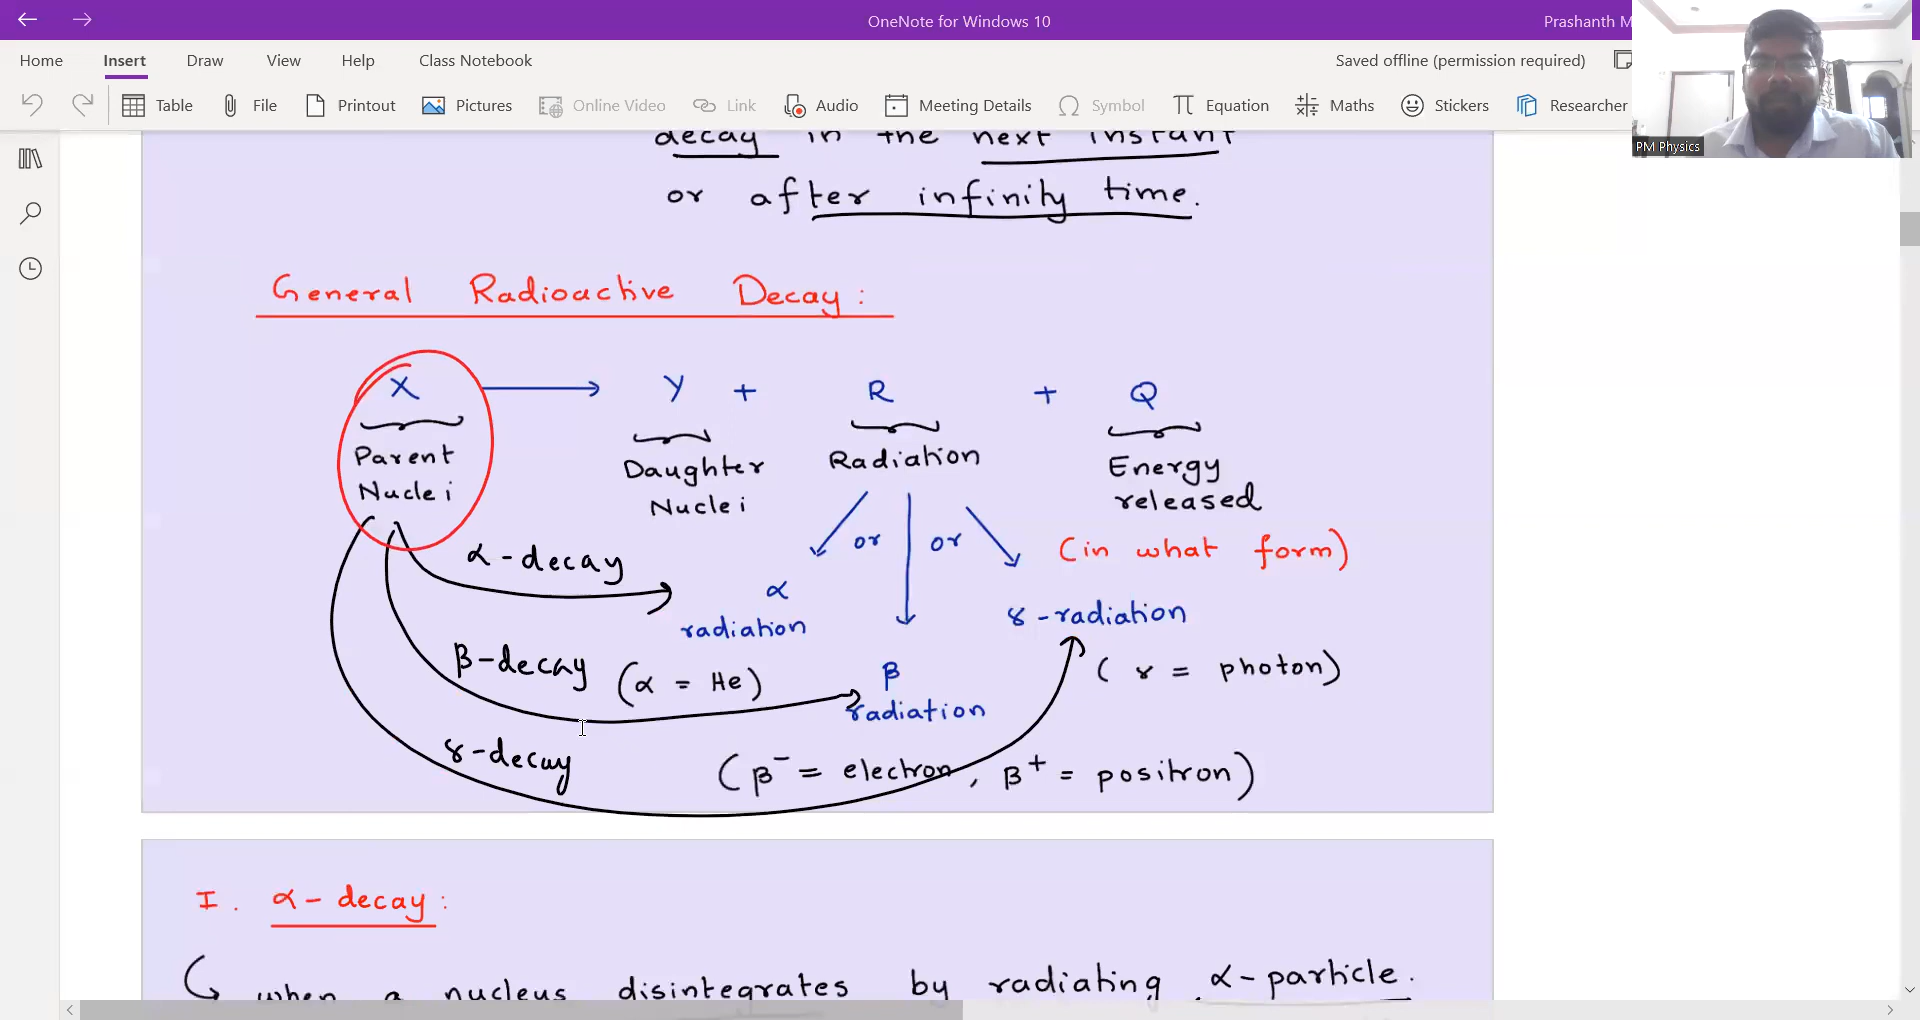 OneNote for Windows 10
Prashanth M
Home Insert Draw View Help Class Notebook
Saved offline (permission required)
Table File Printout Pictures Online Video Link Audio Meeting Details Symbol Equation Maths Stickers Researcher
PM Physics
decay in the next instant
or after infinity time.
General Radioactive Decay:
X → Y + R + Q
Parent Nuclei
Daughter Nuclei
Radiation
Energy released
(in what form)
or or
α-decay
α radiation
γ-radiation
β-decay
(α = He)
β radiation
(γ = photon)
γ-decay
(β⁻ = electron, β⁺ = positron)
I. α-decay:
↳ when a nucleus disintegrates by radiating α-particle.